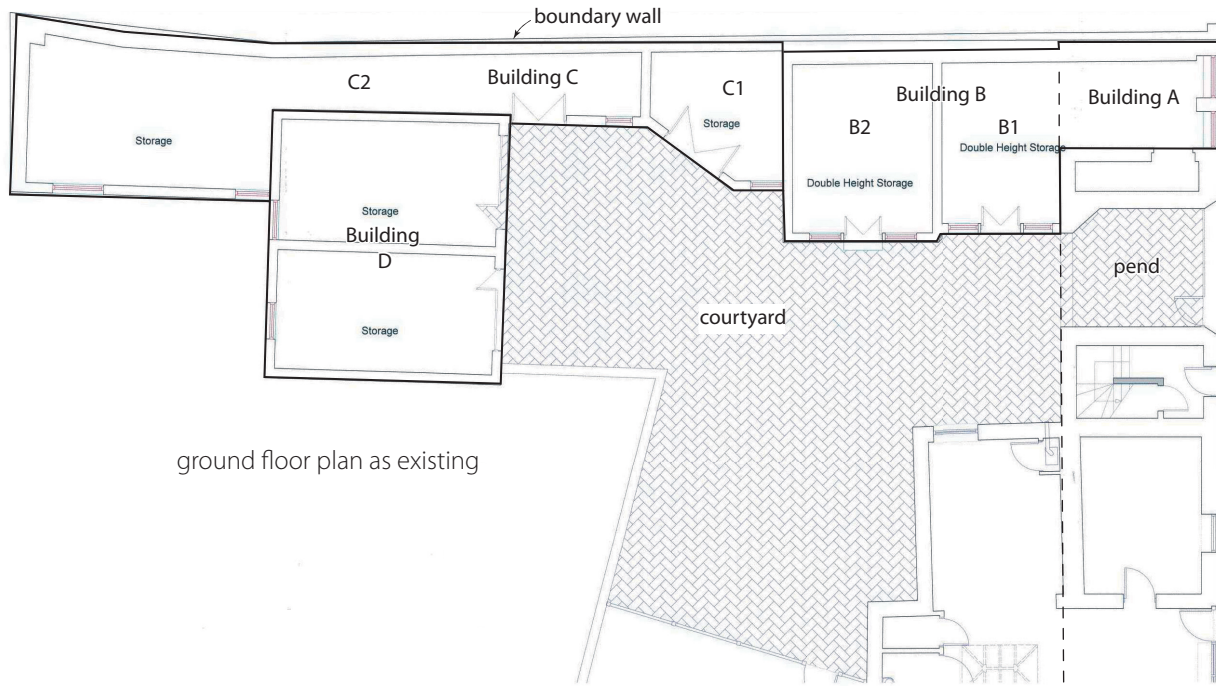 boundary wall
C2
Building C
C1
Storage
Building B
B2
B1
Double Height Storage
Double Height Storage
Building A
Storage
Storage
Building
D
Storage
pend
courtyard
ground floor plan as existing